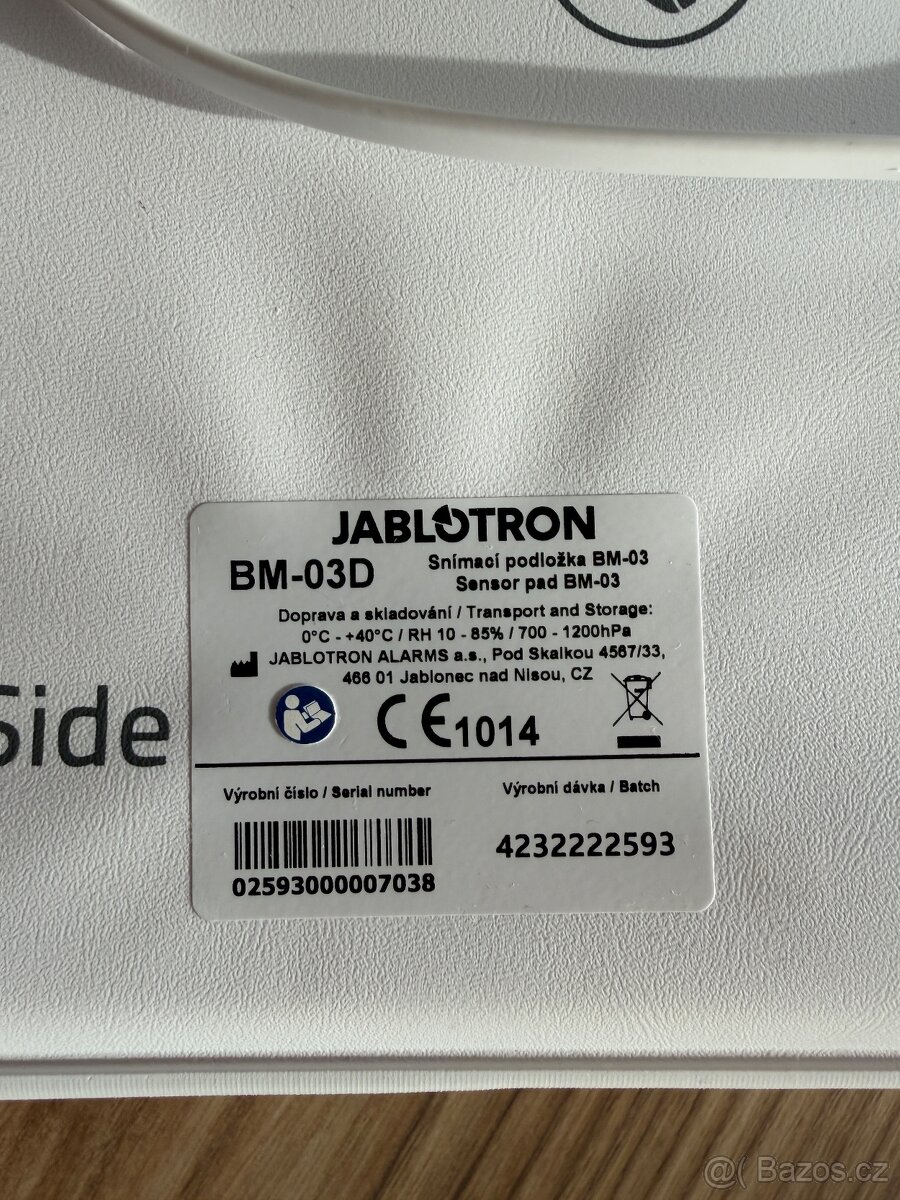 JABLOTRON
BM-03D
Snímací podložka BM-03
Sensor pad BM-03
Doprava a skladování / Transport and Storage:
0°C - +40°C / RH 10 - 85% / 700 - 1200hPa
JABLOTRON ALARMS a.s., Pod Skalkou 4567/33,
466 01 Jablonec nad Nisou, CZ
CE 1014
Side
Výrobní číslo / Serial number
02593000007038
Výrobní dávka / Batch
4232222593
@( Bazos.cz